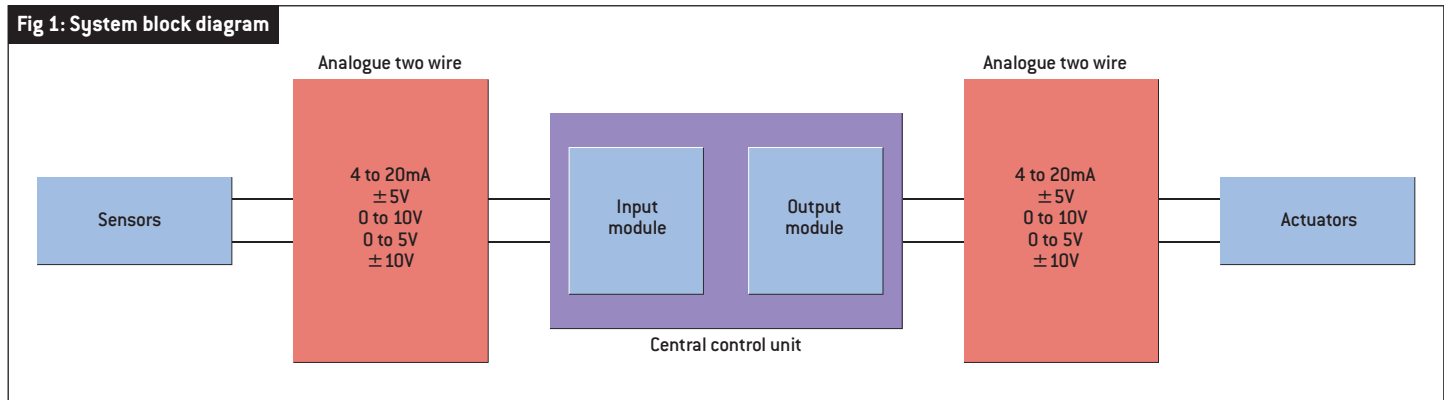 Fig 1: System block diagram
Analogue two wire
Analogue two wire
Sensors
4 to 20mA
±5V
0 to 10V
0 to 5V
±10V
Input
module
Output
module
4 to 20mA
±5V
0 to 10V
0 to 5V
±10V
Actuators
Central control unit